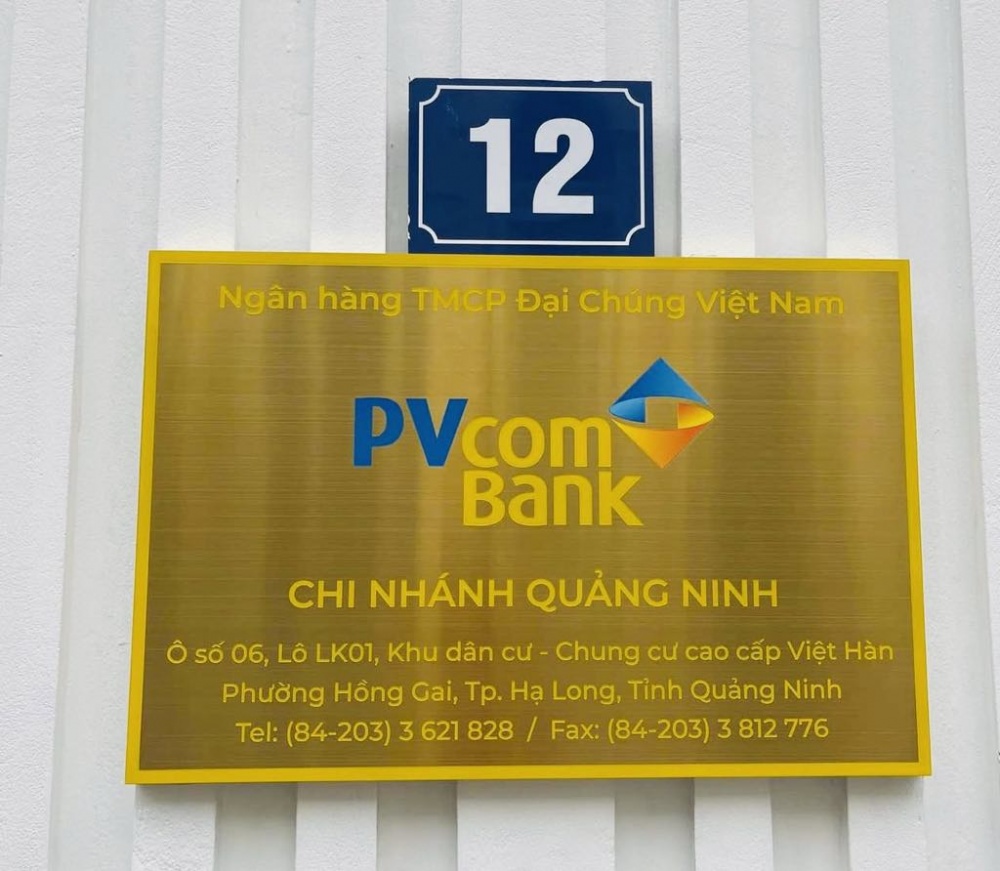 12
Ngân hàng TMCP Đại Chúng Việt Nam
PVcom
Bank
CHI NHÁNH QUẢNG NINH
Ô số 06, Lô LK01, Khu dân cư - Chung cư cao cấp Việt Hàn
Phường Hồng Gai, Tp. Hạ Long, Tỉnh Quảng Ninh
Tel: (84-203) 3 621 828 / Fax: (84-203) 3 812 776